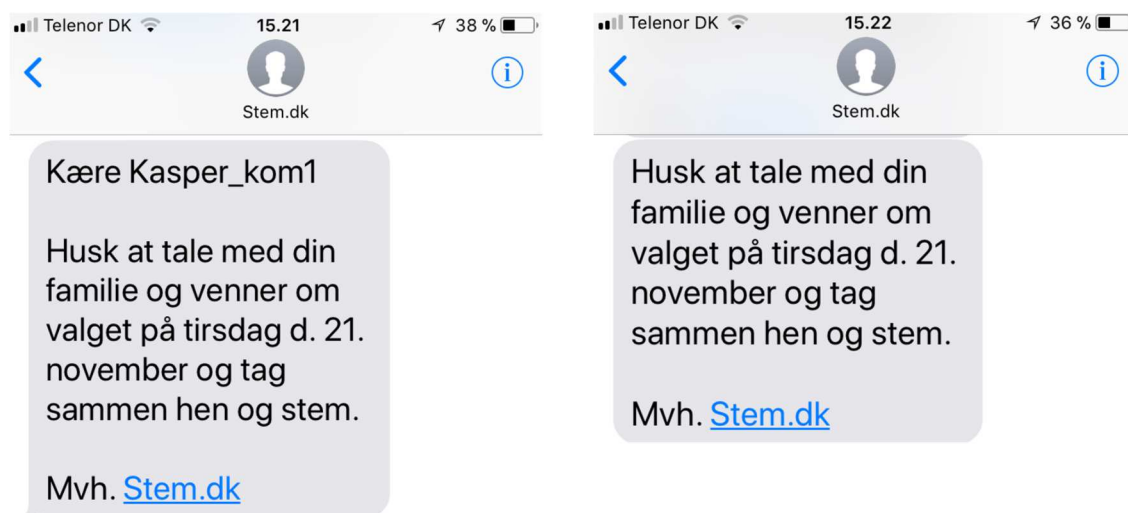 Telenor DK 15.21 38 %
Stem.dk
Kære Kasper_kom1
Husk at tale med din
familie og venner om
valget på tirsdag d. 21.
november og tag
sammen hen og stem.
Mvh. Stem.dk
Telenor DK 15.22 36 %
Stem.dk
Husk at tale med din
familie og venner om
valget på tirsdag d. 21.
november og tag
sammen hen og stem.
Mvh. Stem.dk